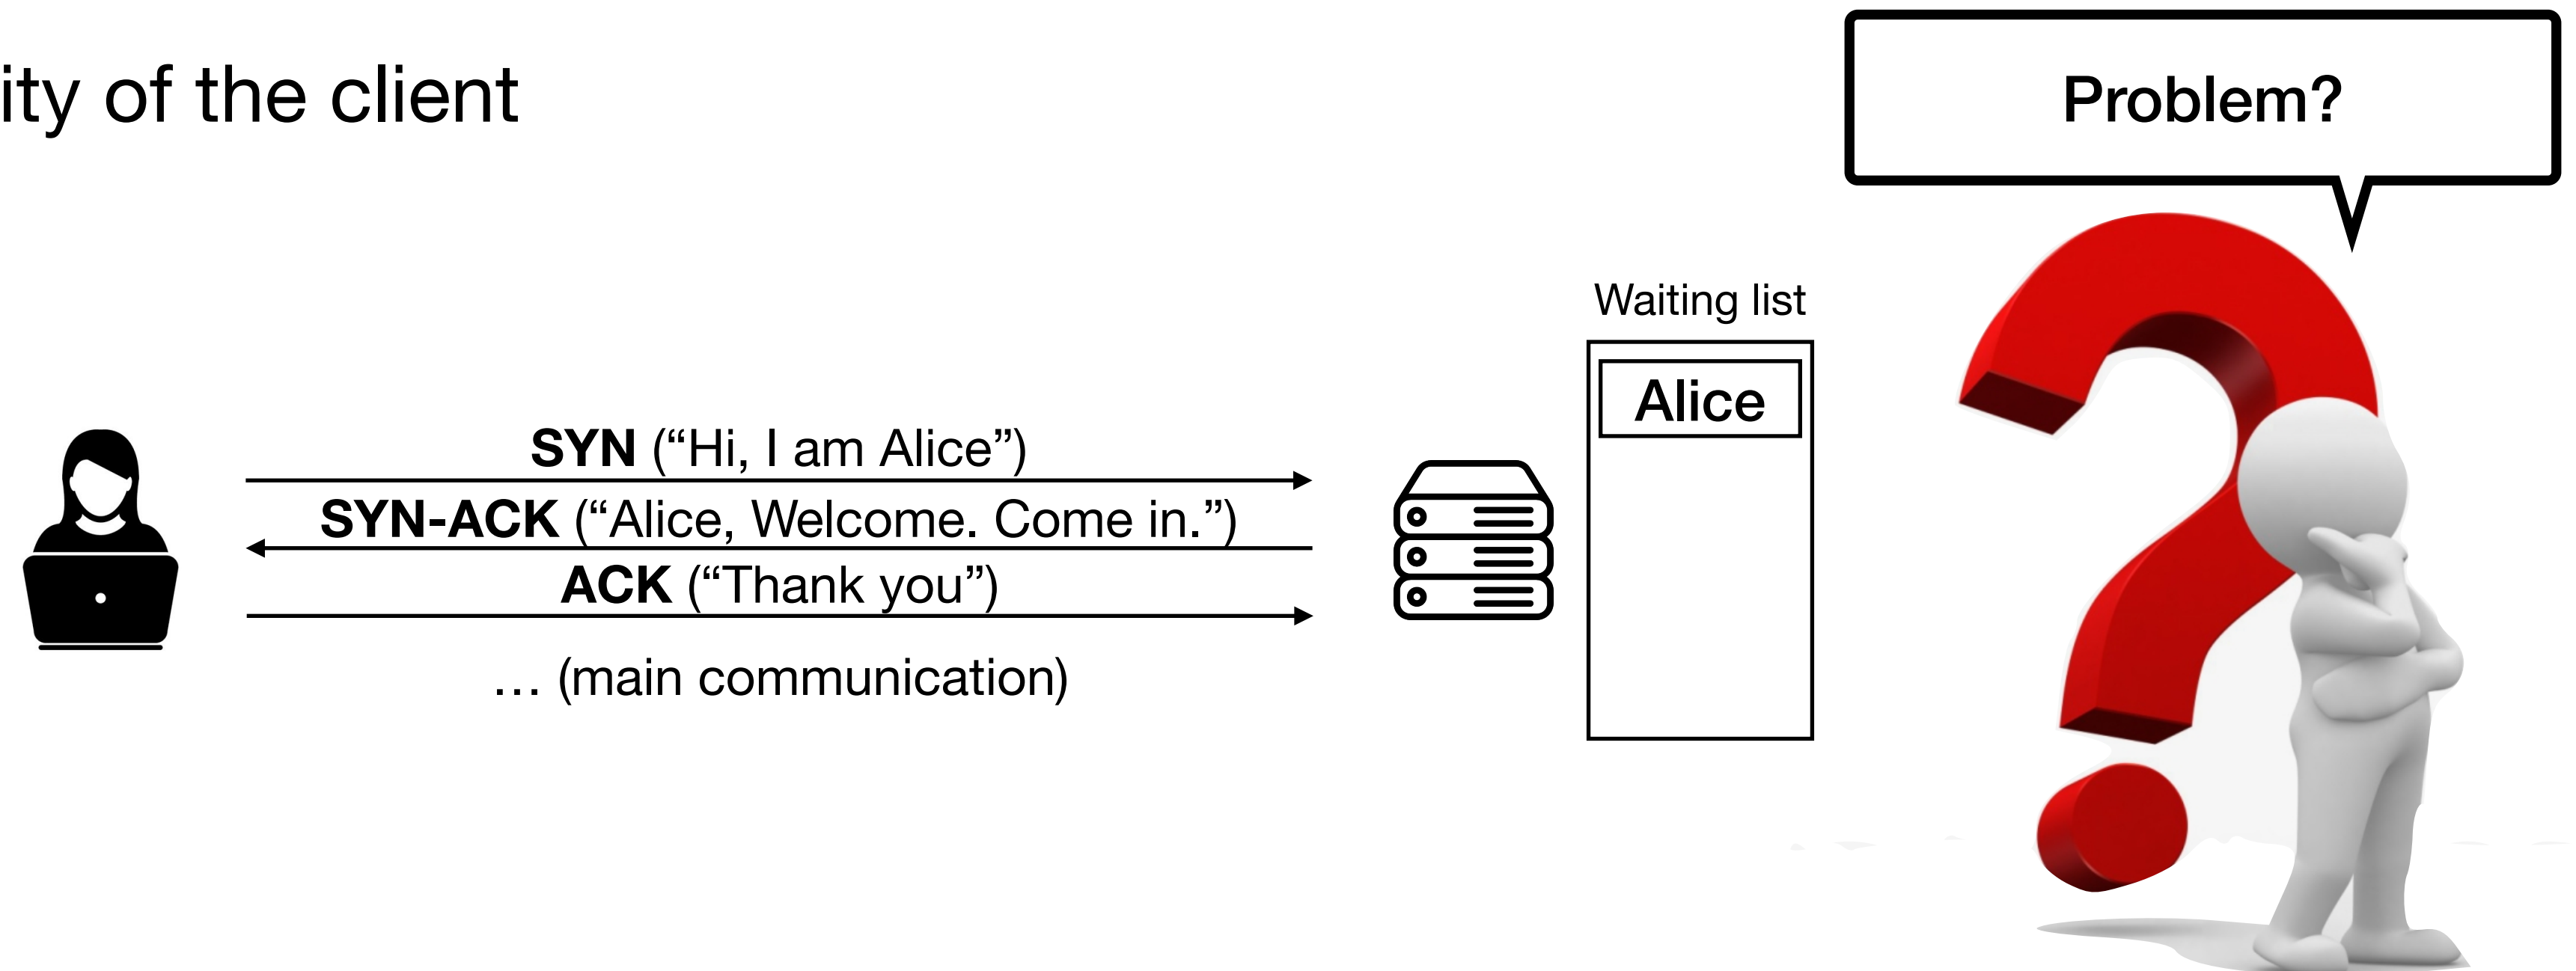 ity of the client
Problem?
Waiting list
Alice
SYN (“Hi, I am Alice”)
SYN-ACK (“Alice, Welcome. Come in.”)
ACK (“Thank you”)
… (main communication)